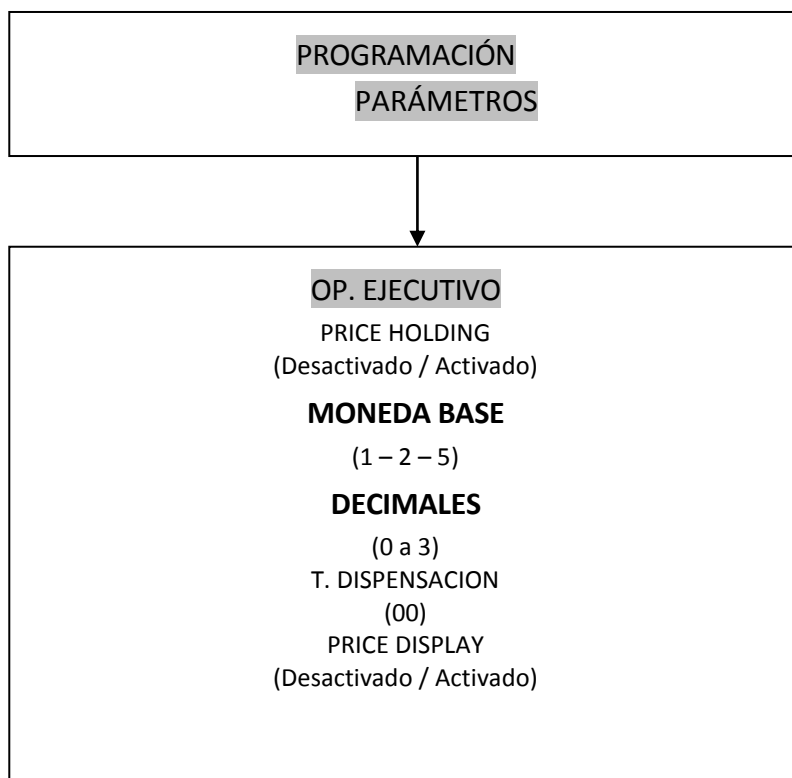 PROGRAMACIÓN
PARÁMETROS
OP. EJECUTIVO
PRICE HOLDING
(Desactivado / Activado)
MONEDA BASE
(1 – 2 – 5)
DECIMALES
(0 a 3)
T. DISPENSACION
(00)
PRICE DISPLAY
(Desactivado / Activado)